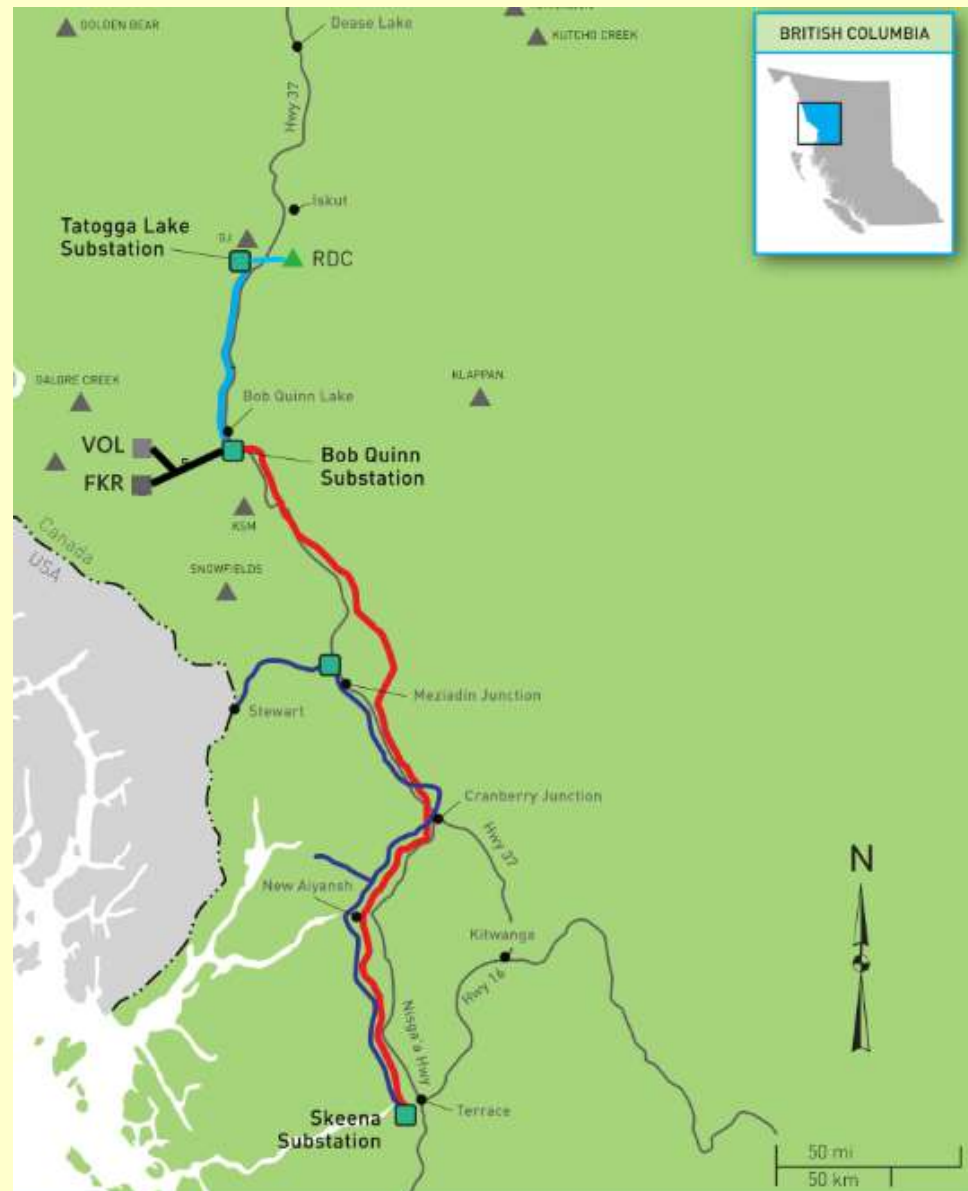 GOLDEN BEAR
Dease Lake
KUTCHO CREEK
BRITISH COLUMBIA
Hwy 37
Iskut
Tatogga Lake
Substation
GJ
RDC
GALORE CREEK
KLAPPAN
Bob Quinn Lake
VOL
FKR
Bob Quinn
Substation
KSM
Canada
USA
SNOWFIELDS
Meziadin Junction
Stewart
Cranberry Junction
Hwy 37
New Aiyansh
N
Kitwanga
Hwy 16
Nisga'a Hwy
Skeena
Substation
Terrace
50 mi
50 km